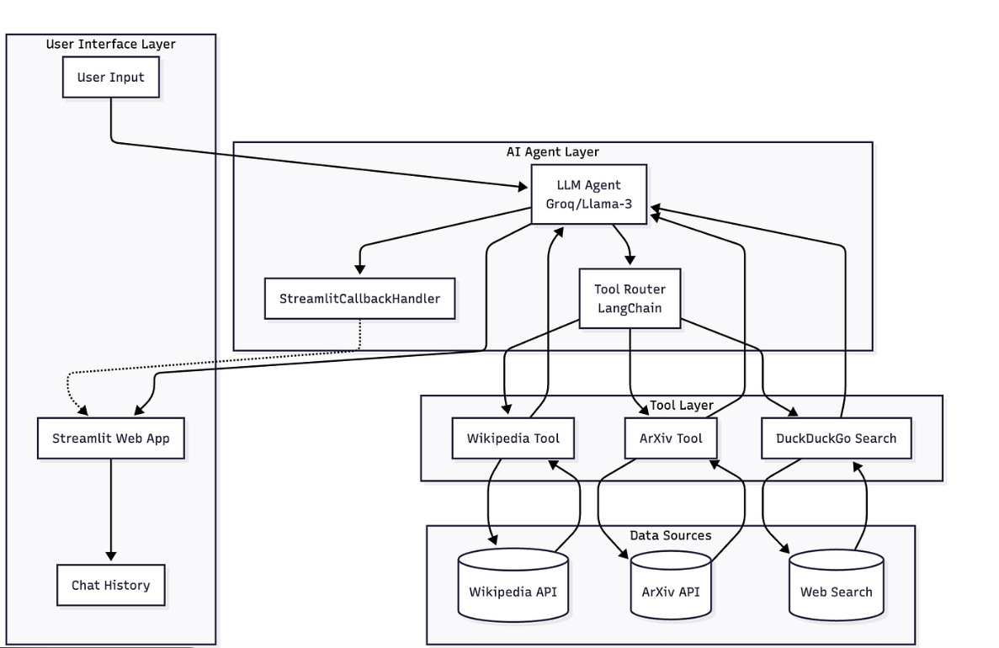 User Interface Layer
User Input
AI Agent Layer
LLM Agent
Groq/Llama-3
StreamlitCallbackHandler
Tool Router
LangChain
Tool Layer
Streamlit Web App
Wikipedia Tool
ArXiv Tool
DuckDuckGo Search
Data Sources
Chat History
Wikipedia API
ArXiv API
Web Search